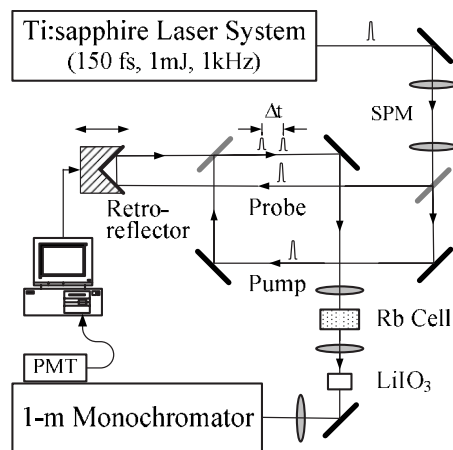 Ti:sapphire Laser System
(150 fs, 1mJ, 1kHz)
SPM
Δt
Retro-
reflector
Probe
Pump
Rb Cell
PMT
LiIO₃
1-m Monochromator